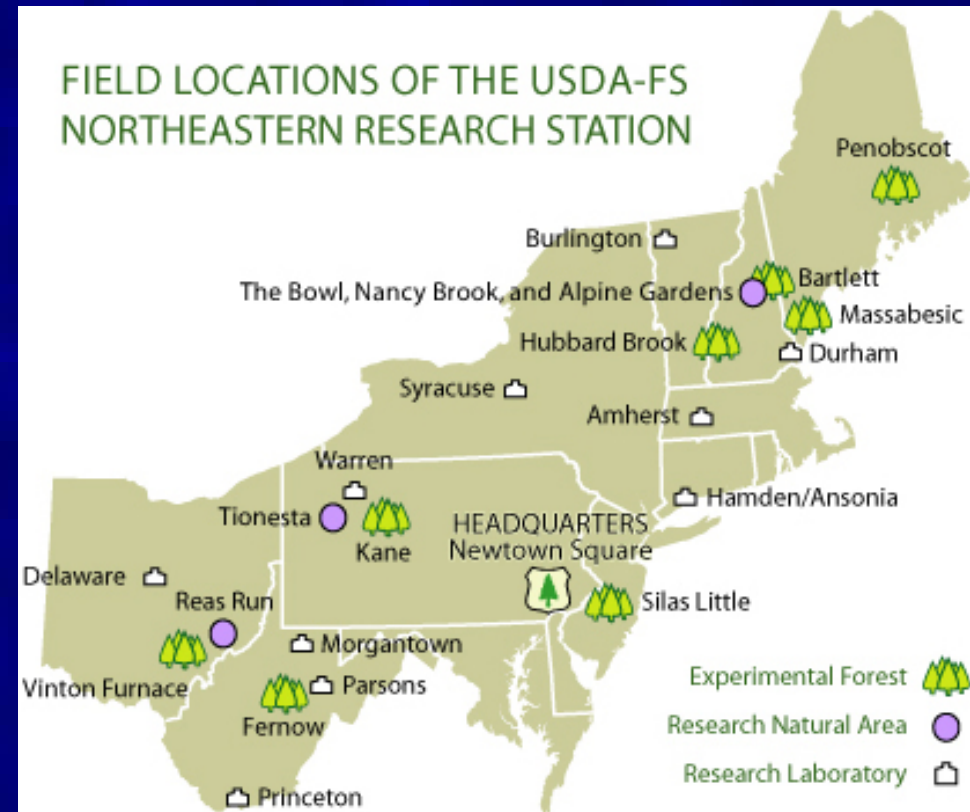 FIELD LOCATIONS OF THE USDA-FS
NORTHEASTERN RESEARCH STATION
Penobscot
Burlington
Bartlett
The Bowl, Nancy Brook, and Alpine Gardens
Massabesic
Hubbard Brook
Durham
Syracuse
Amherst
Warren
Hamden/Ansonia
Tionesta
HEADQUARTERS
Newtown Square
Kane
Delaware
Reas Run
Silas Little
Morgantown
Vinton Furnace
Parsons
Experimental Forest
Fernow
Research Natural Area
Research Laboratory
Princeton